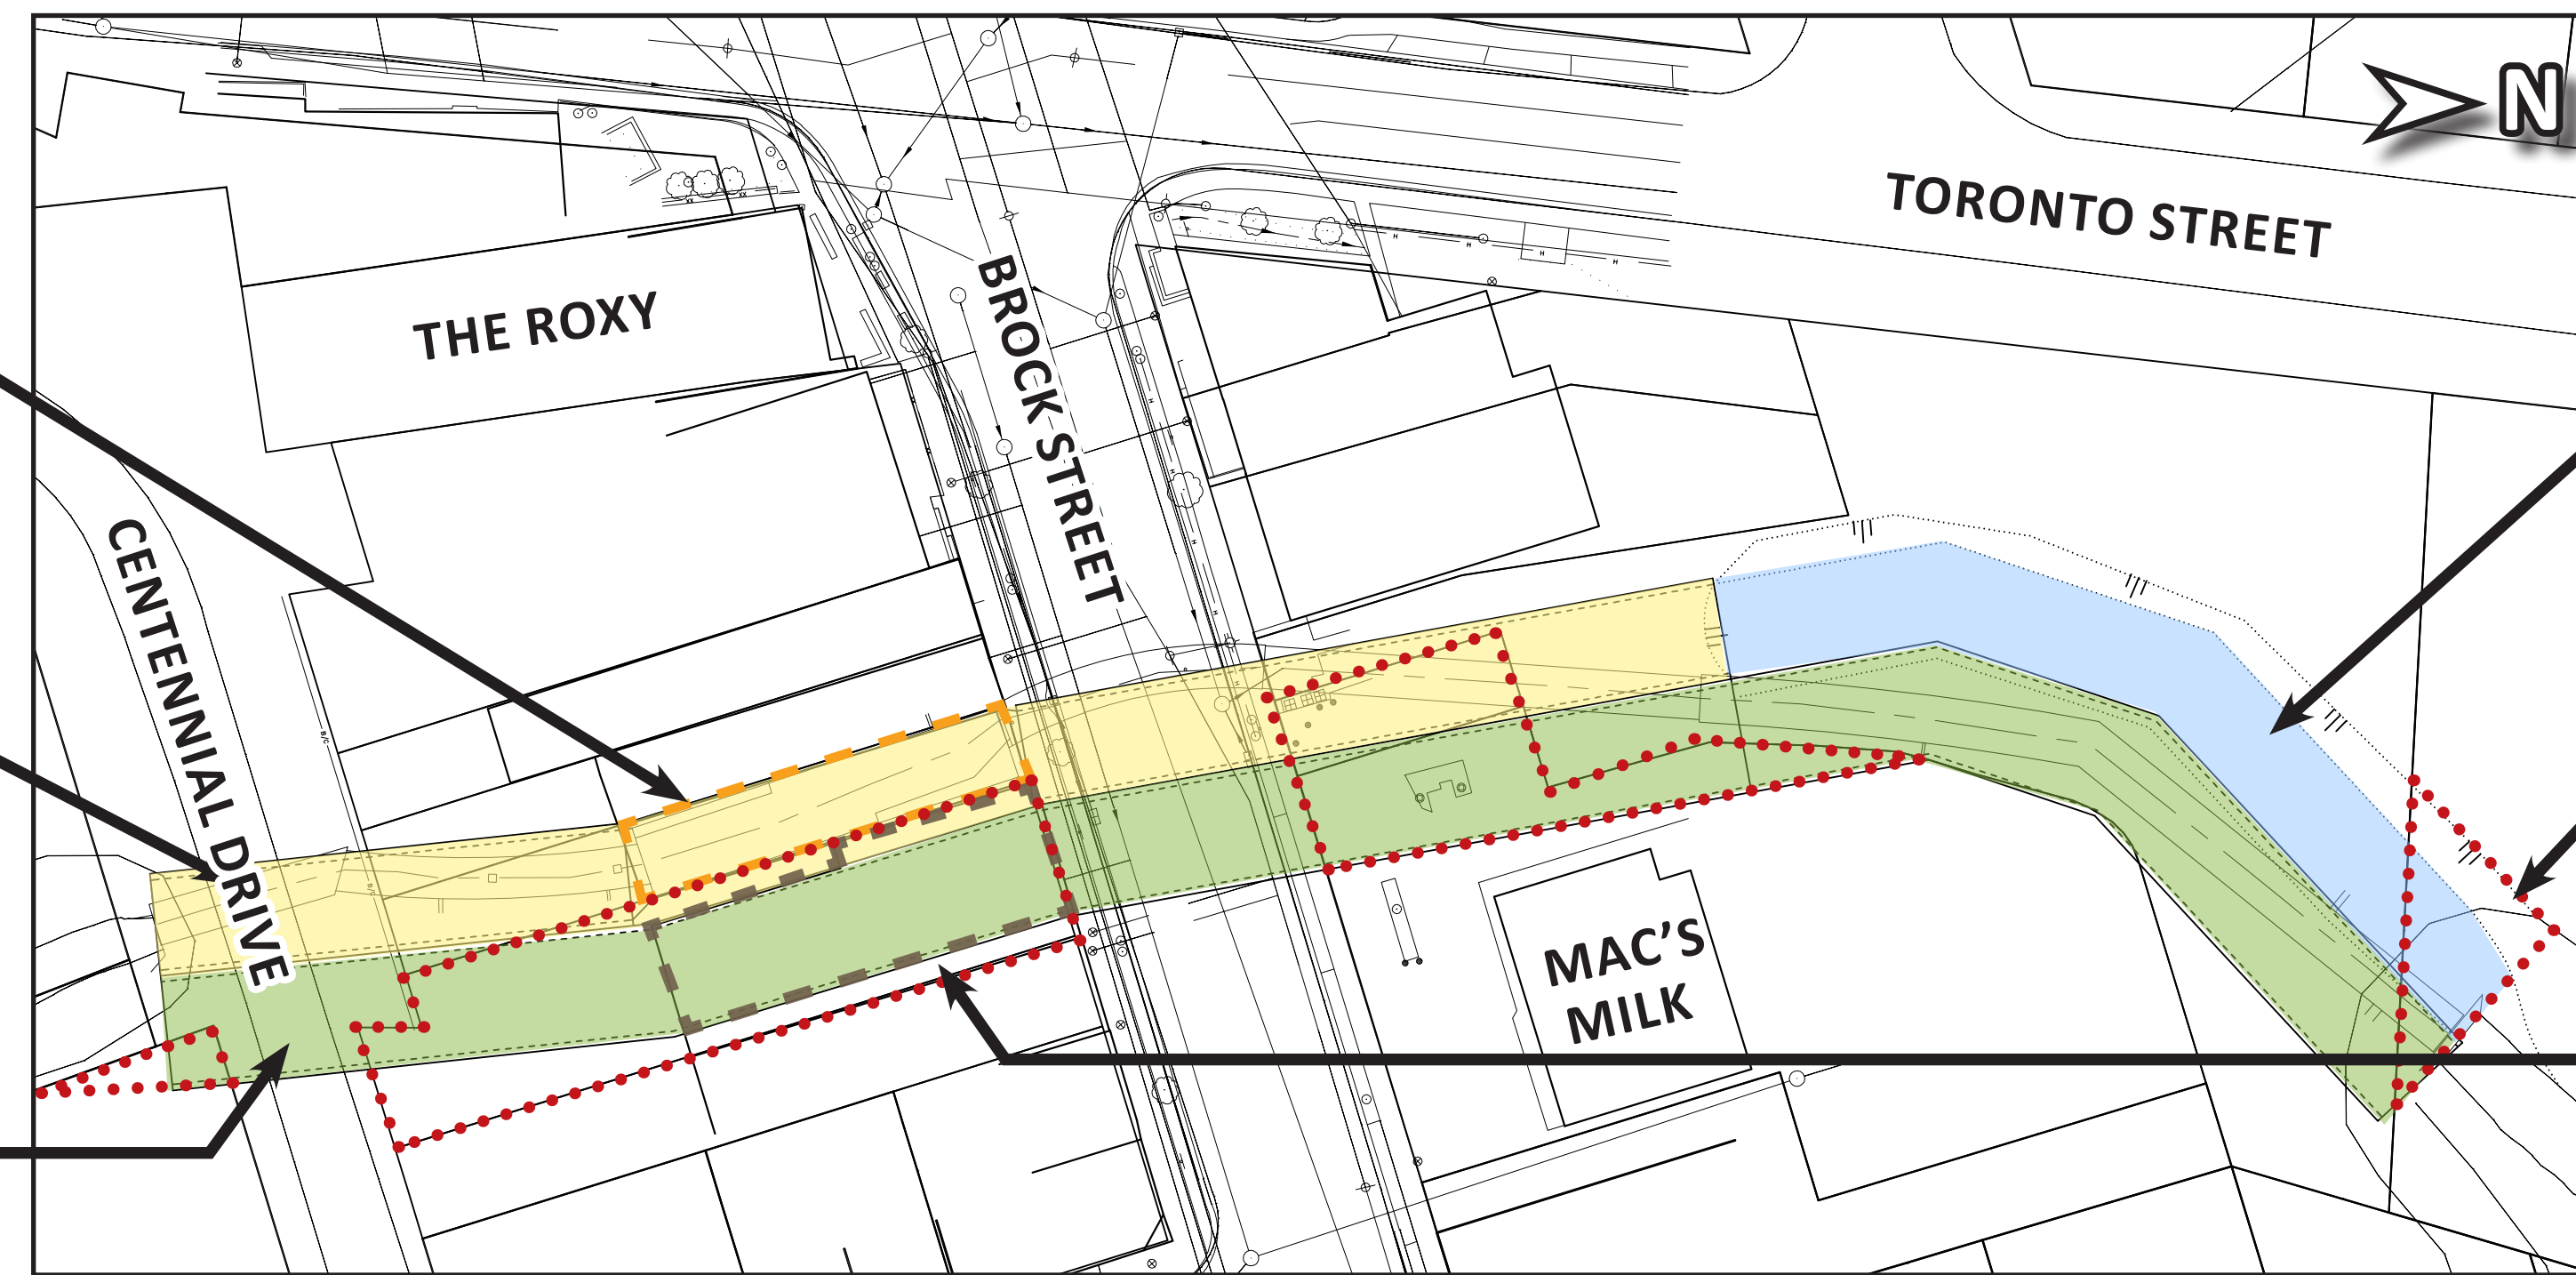 N
TORONTO STREET
THE ROXY
BROCK STREET
CENTENNIAL DRIVE
MAC'S
MILK